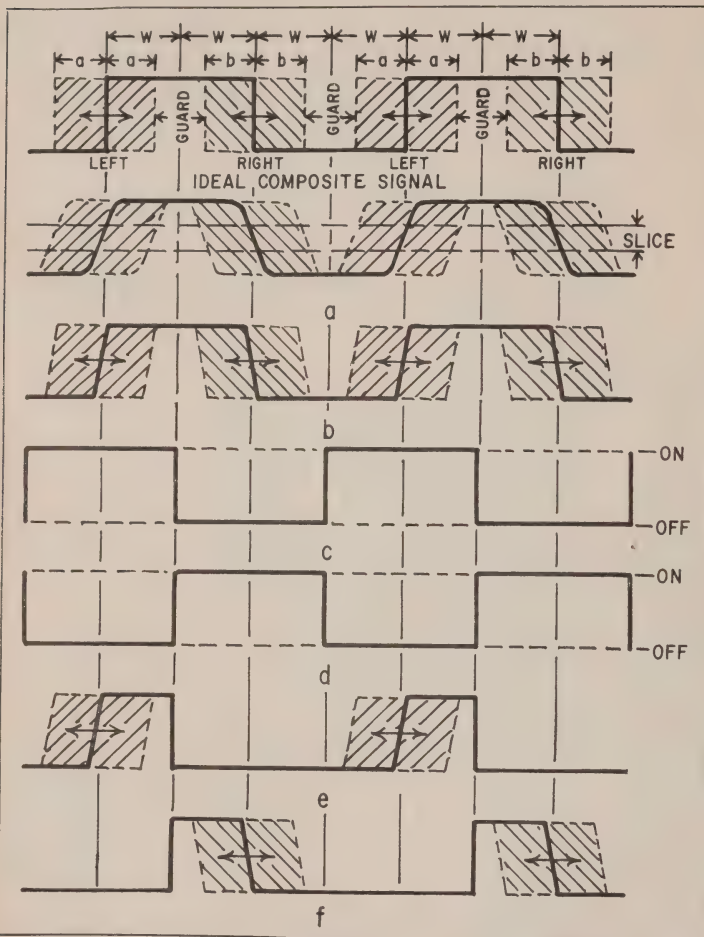 W W W W W W
a a b b a a b b
GUARD GUARD GUARD
LEFT RIGHT LEFT RIGHT
IDEAL COMPOSITE SIGNAL
SLICE
a
b
ON
OFF
c
ON
OFF
d
e
f